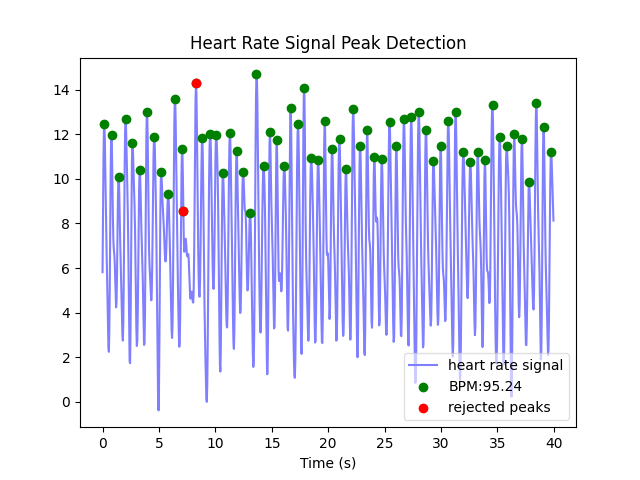 Heart Rate Signal Peak Detection
14
12
10
8
6
4
2
0
heart rate signal
BPM:95.24
rejected peaks
0 5 10 15 20 25 30 35 40
Time (s)